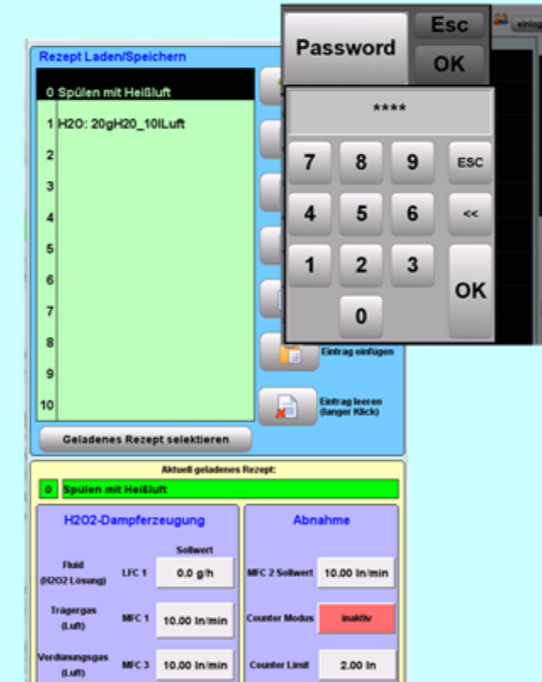 Password
Esc
OK
einlog
Rezept Laden/Speichern
0 Spülen mit Heißluft
1 H2O: 20gH20_10lLuft
2
3
4
5
6
7
8
9
10
****
7 8 9 ESC
4 5 6 <<
1 2 3 OK
0
Eintrag einfügen
Eintrag leeren
(langer Klick)
Geladenes Rezept selektieren
Aktuell geladenes Rezept:
0 Spülen mit Heißluft
H2O2-Dampferzeugung
Sollwert
Fluid
(H2O2 Lösung)
LFC 1
0.0 g/h
Trägergas
(Luft)
MFC 1
10.00 ln/min
Verdünungsgas
(Luft)
MFC 3
10.00 ln/min
Abnahme
MFC 2 Sollwert
10.00 ln/min
Counter Modus
inaktiv
Counter Limit
2.00 ln